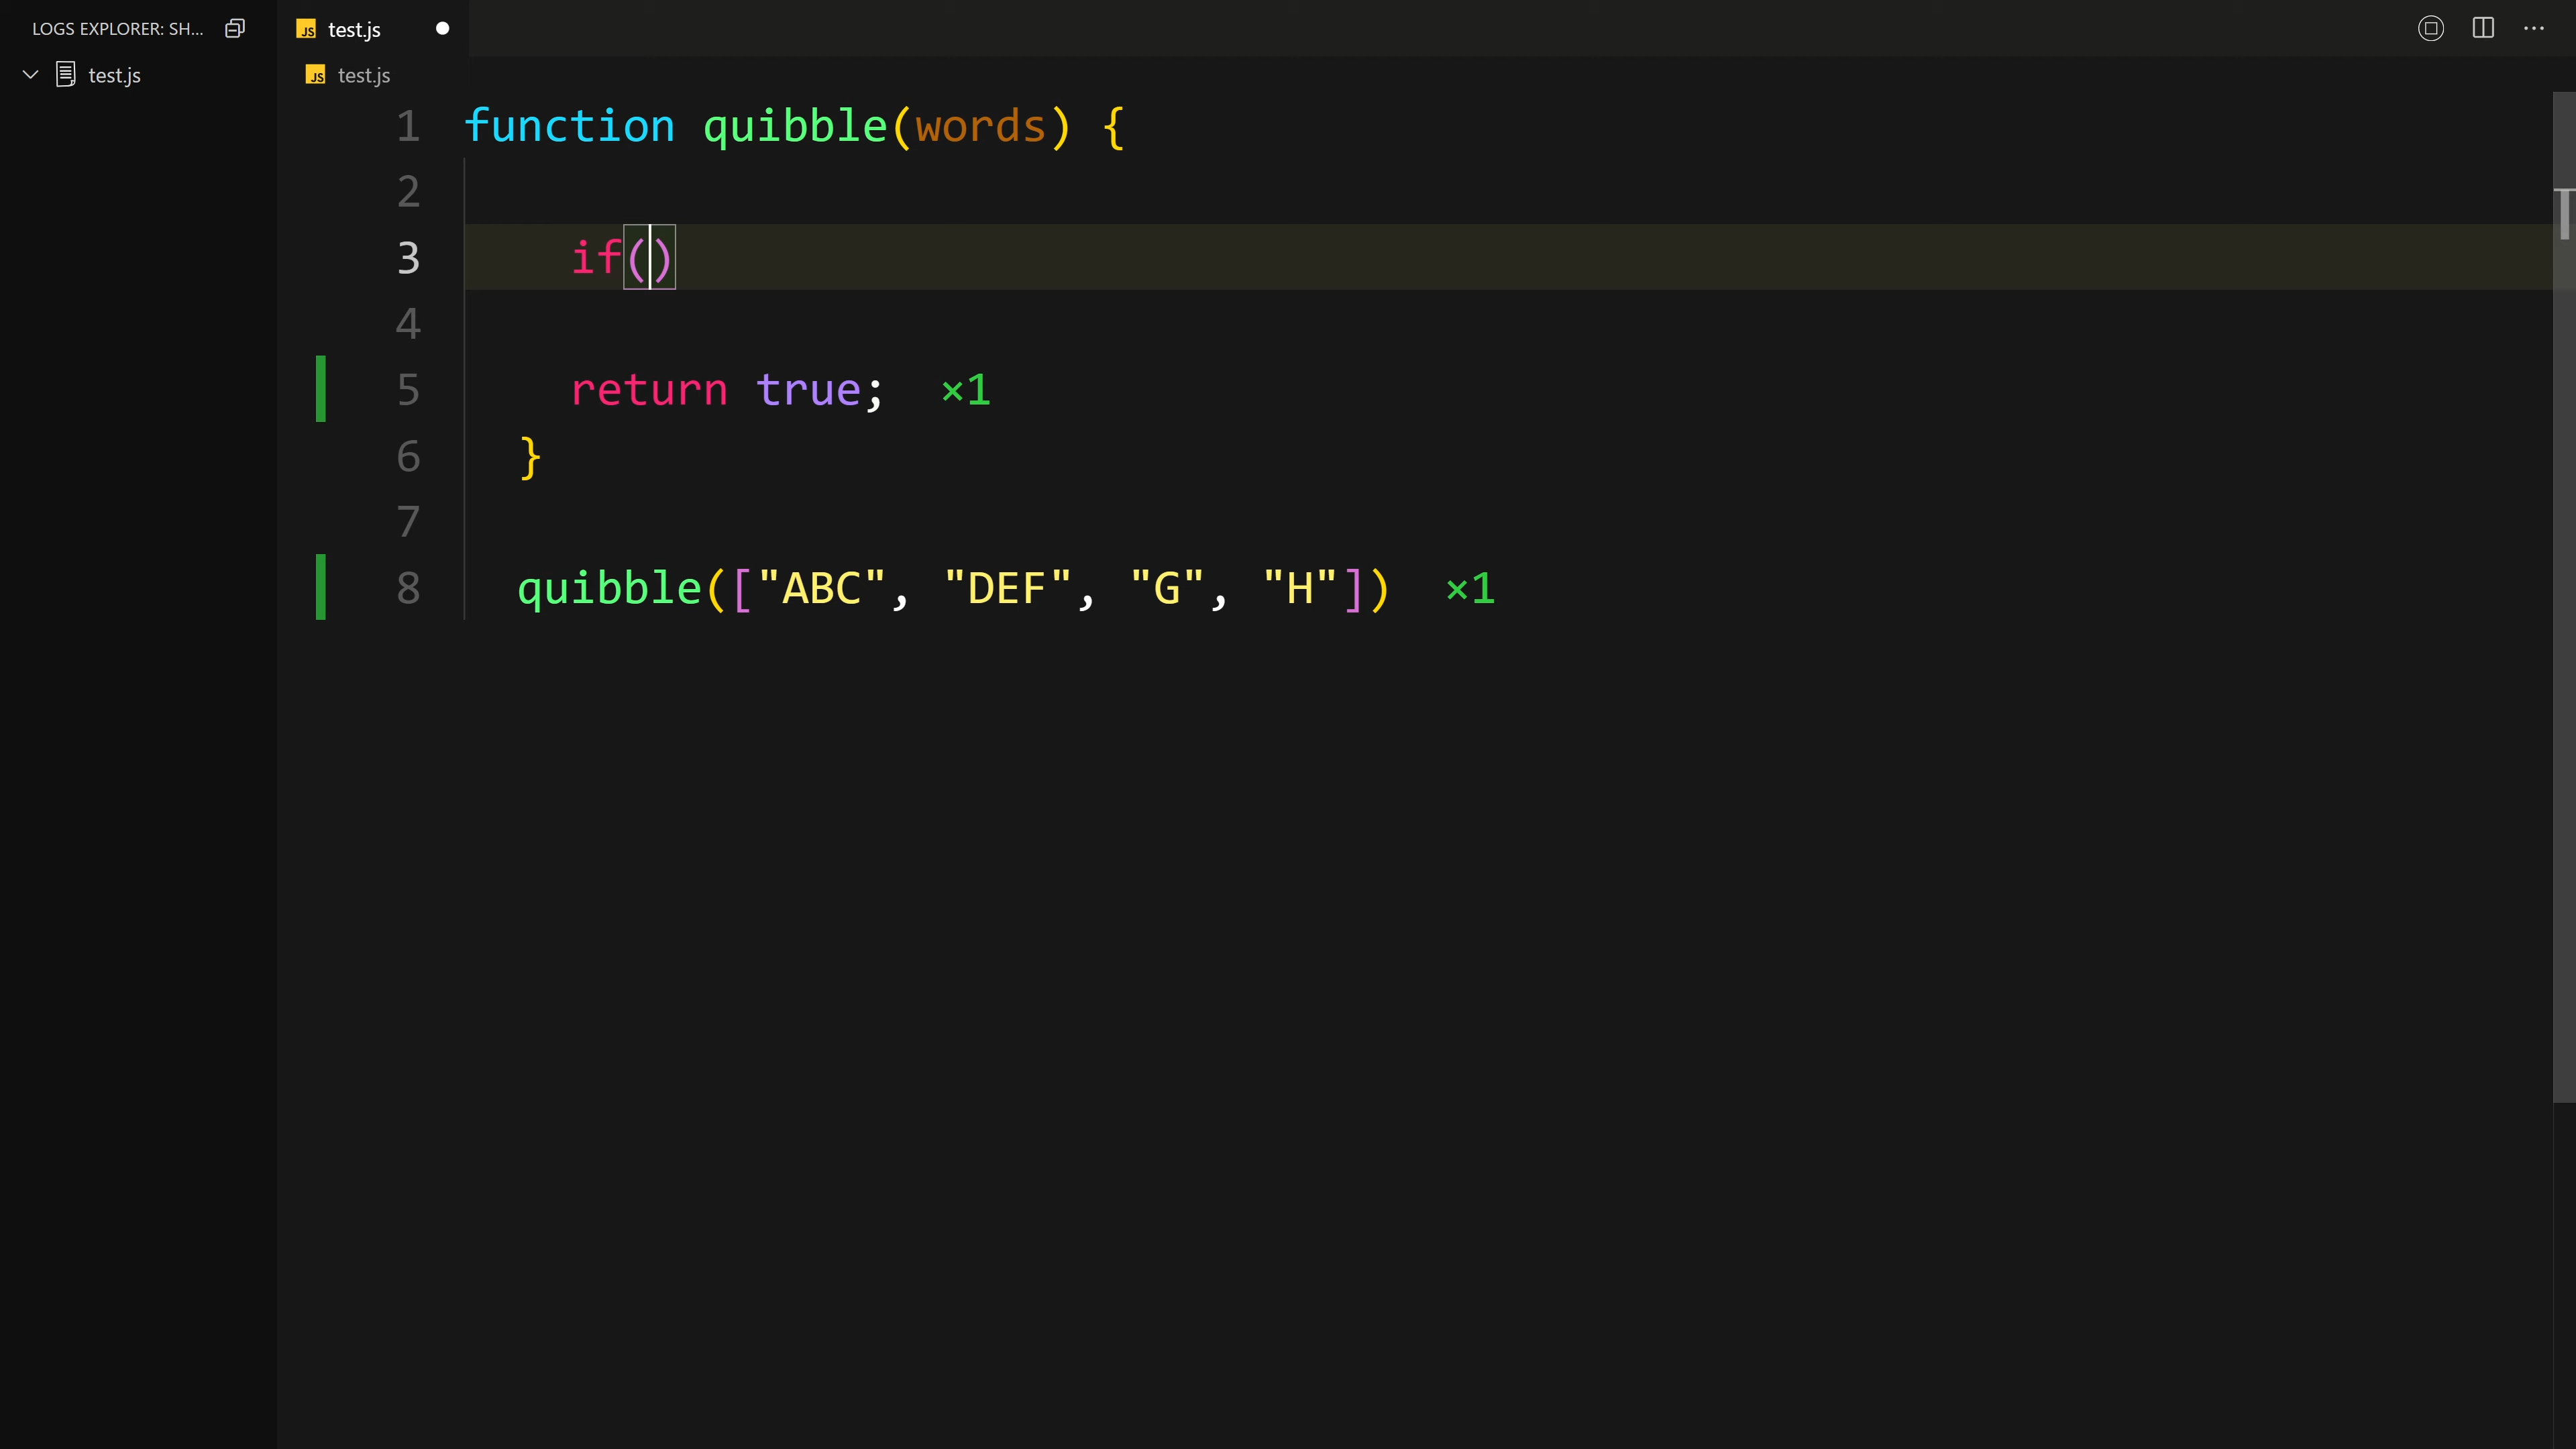 LOGS EXPLORER: SH...
test.js
test.js
test.js
1 function quibble(words) {
2
3 if()
4
5 return true; ×1
6 }
7
8 quibble(["ABC", "DEF", "G", "H"]) ×1